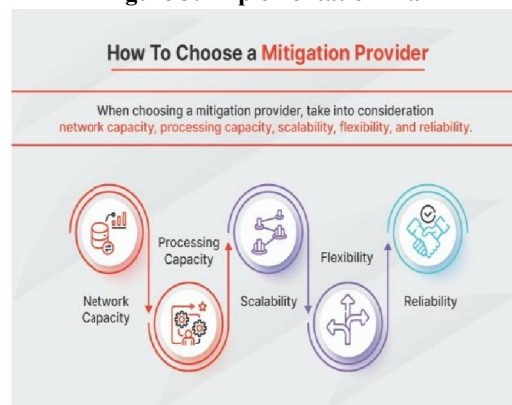 How To Choose a Mitigation Provider
When choosing a mitigation provider, take into consideration
network capacity, processing capacity, scalability, flexibility, and reliability.
Network
Capacity
Processing
Capacity
Scalability
Flexibility
Reliability